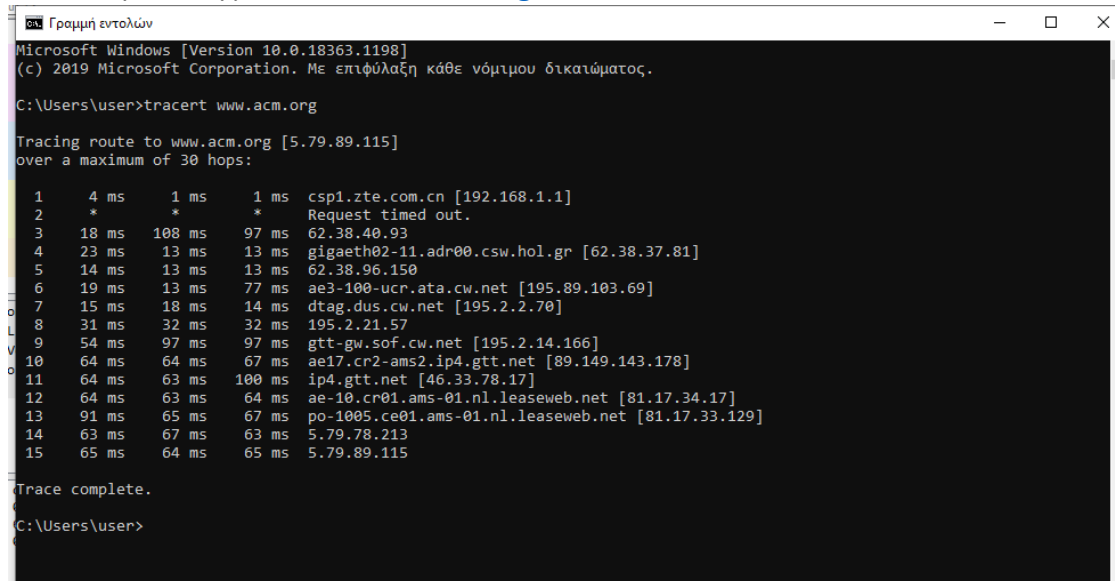 Γραμμή εντολών
Microsoft Windows [Version 10.0.18363.1198]
(c) 2019 Microsoft Corporation. Με επιφύλαξη κάθε νόμιμου δικαιώματος.
C:\Users\user>tracert www.acm.org
Tracing route to www.acm.org [5.79.89.115]
over a maximum of 30 hops:
1 4 ms 1 ms 1 ms csp1.zte.com.cn [192.168.1.1]
2 * * * Request timed out.
3 18 ms 108 ms 97 ms 62.38.40.93
4 23 ms 13 ms 13 ms gigaeth02-11.adr00.csw.hol.gr [62.38.37.81]
5 14 ms 13 ms 13 ms 62.38.96.150
6 19 ms 13 ms 77 ms ae3-100-ucr.ata.cw.net [195.89.103.69]
7 15 ms 18 ms 14 ms dtag.dus.cw.net [195.2.2.70]
8 31 ms 32 ms 32 ms 195.2.21.57
9 54 ms 97 ms 97 ms gtt-gw.sof.cw.net [195.2.14.166]
10 64 ms 64 ms 67 ms ae17.cr2-ams2.ip4.gtt.net [89.149.143.178]
11 64 ms 63 ms 100 ms ip4.gtt.net [46.33.78.17]
12 64 ms 63 ms 64 ms ae-10.cr01.ams-01.nl.leaseweb.net [81.17.34.17]
13 91 ms 65 ms 67 ms po-1005.ce01.ams-01.nl.leaseweb.net [81.17.33.129]
14 63 ms 67 ms 63 ms 5.79.78.213
15 65 ms 64 ms 65 ms 5.79.89.115
Trace complete.
C:\Users\user>